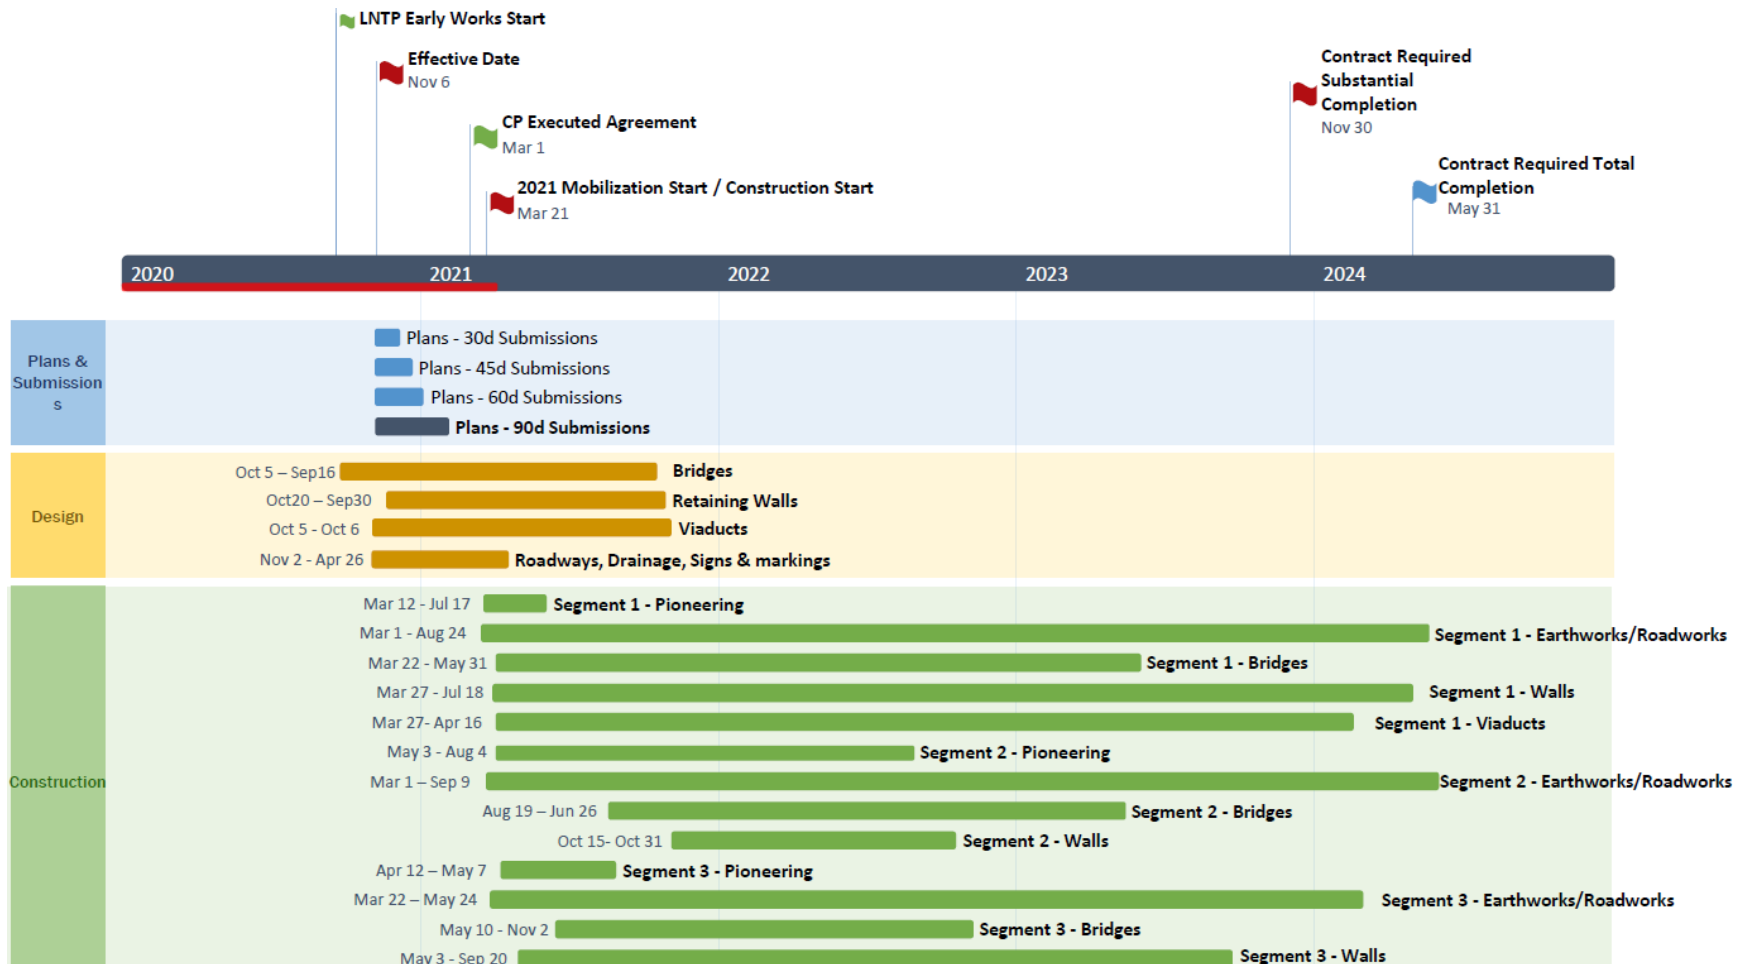 LNTP Early Works Start
Effective Date
Nov 6
CP Executed Agreement
Mar 1
2021 Mobilization Start / Construction Start
Mar 21
Contract Required
Substantial
Completion
Nov 30
Contract Required Total
Completion
May 31
2020 2021 2022 2023 2024
Plans &
Submission
s
Plans - 30d Submissions
Plans - 45d Submissions
Plans - 60d Submissions
Plans - 90d Submissions
Design
Oct 5 – Sep16 Bridges
Oct20 – Sep30 Retaining Walls
Oct 5 - Oct 6 Viaducts
Nov 2 - Apr 26 Roadways, Drainage, Signs & markings
Construction
Mar 12 - Jul 17 Segment 1 - Pioneering
Mar 1 - Aug 24 Segment 1 - Earthworks/Roadworks
Mar 22 - May 31 Segment 1 - Bridges
Mar 27 - Jul 18 Segment 1 - Walls
Mar 27- Apr 16 Segment 1 - Viaducts
May 3 - Aug 4 Segment 2 - Pioneering
Mar 1 – Sep 9 Segment 2 - Earthworks/Roadworks
Aug 19 – Jun 26 Segment 2 - Bridges
Oct 15- Oct 31 Segment 2 - Walls
Apr 12 – May 7 Segment 3 - Pioneering
Mar 22 – May 24 Segment 3 - Earthworks/Roadworks
May 10 - Nov 2 Segment 3 - Bridges
May 3 - Sep 20 Segment 3 - Walls